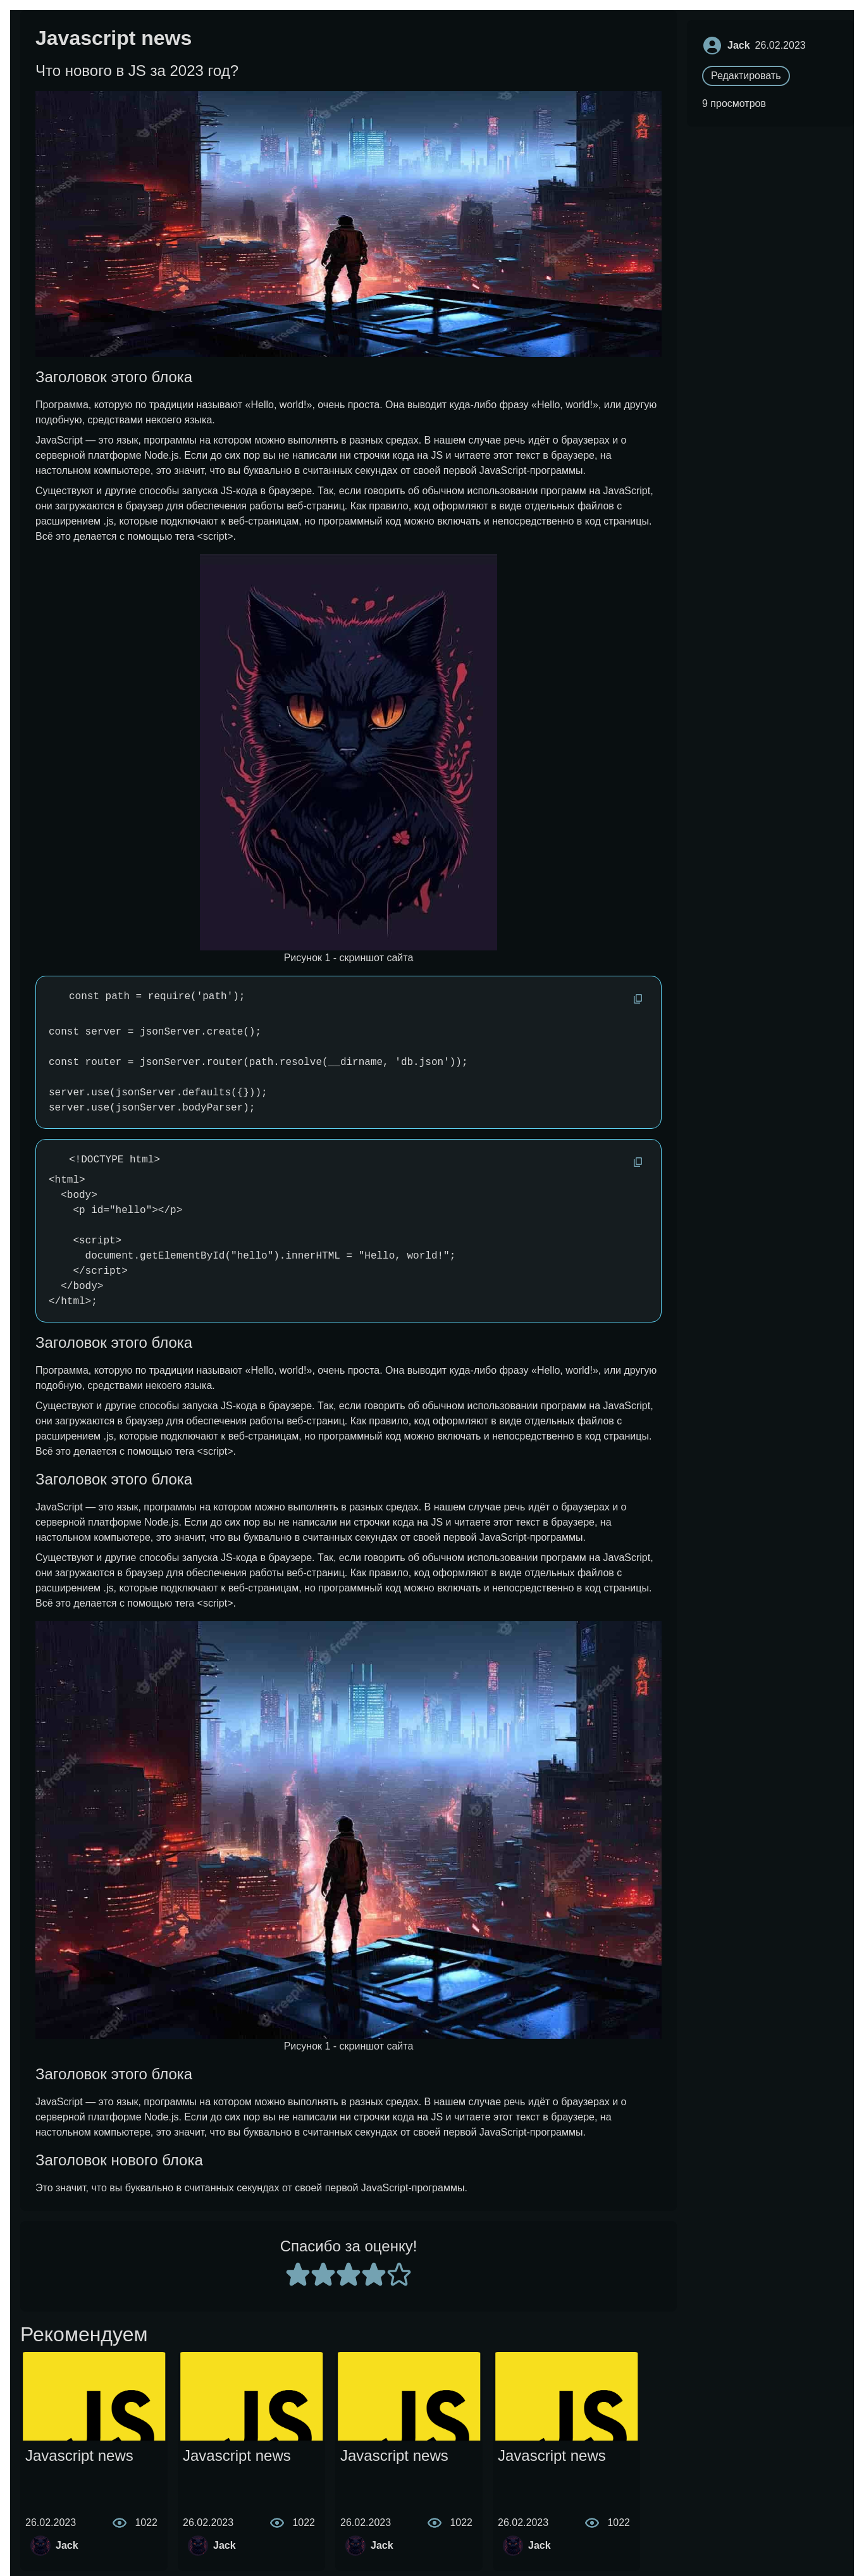 Javascript news
Что нового в JS за 2023 год?
Jack 26.02.2023
Редактировать
9 просмотров
Заголовок этого блока
Программа, которую по традиции называют «Hello, world!», очень проста. Она выводит куда-либо фразу «Hello, world!», или другую
подобную, средствами некоего языка.
JavaScript — это язык, программы на котором можно выполнять в разных средах. В нашем случае речь идёт о браузерах и о
серверной платформе Node.js. Если до сих пор вы не написали ни строчки кода на JS и читаете этот текст в браузере, на
настольном компьютере, это значит, что вы буквально в считанных секундах от своей первой JavaScript-программы.
Существуют и другие способы запуска JS-кода в браузере. Так, если говорить об обычном использовании программ на JavaScript,
они загружаются в браузер для обеспечения работы веб-страниц. Как правило, код оформляют в виде отдельных файлов с
расширением .js, которые подключают к веб-страницам, но программный код можно включать и непосредственно в код страницы.
Всё это делается с помощью тега <script>.
Рисунок 1 - скриншот сайта
const path = require('path');
const server = jsonServer.create();
const router = jsonServer.router(path.resolve(__dirname, 'db.json'));
server.use(jsonServer.defaults({}));
server.use(jsonServer.bodyParser);
<!DOCTYPE html>
<html>
<body>
<p id="hello"></p>
<script>
document.getElementById("hello").innerHTML = "Hello, world!";
</script>
</body>
</html>;
Заголовок этого блока
Программа, которую по традиции называют «Hello, world!», очень проста. Она выводит куда-либо фразу «Hello, world!», или другую
подобную, средствами некоего языка.
Существуют и другие способы запуска JS-кода в браузере. Так, если говорить об обычном использовании программ на JavaScript,
они загружаются в браузер для обеспечения работы веб-страниц. Как правило, код оформляют в виде отдельных файлов с
расширением .js, которые подключают к веб-страницам, но программный код можно включать и непосредственно в код страницы.
Всё это делается с помощью тега <script>.
Заголовок этого блока
JavaScript — это язык, программы на котором можно выполнять в разных средах. В нашем случае речь идёт о браузерах и о
серверной платформе Node.js. Если до сих пор вы не написали ни строчки кода на JS и читаете этот текст в браузере, на
настольном компьютере, это значит, что вы буквально в считанных секундах от своей первой JavaScript-программы.
Существуют и другие способы запуска JS-кода в браузере. Так, если говорить об обычном использовании программ на JavaScript,
они загружаются в браузер для обеспечения работы веб-страниц. Как правило, код оформляют в виде отдельных файлов с
расширением .js, которые подключают к веб-страницам, но программный код можно включать и непосредственно в код страницы.
Всё это делается с помощью тега <script>.
Рисунок 1 - скриншот сайта
Заголовок этого блока
JavaScript — это язык, программы на котором можно выполнять в разных средах. В нашем случае речь идёт о браузерах и о
серверной платформе Node.js. Если до сих пор вы не написали ни строчки кода на JS и читаете этот текст в браузере, на
настольном компьютере, это значит, что вы буквально в считанных секундах от своей первой JavaScript-программы.
Заголовок нового блока
Это значит, что вы буквально в считанных секундах от своей первой JavaScript-программы.
Спасибо за оценку!
Рекомендуем
JS JS JS JS
Javascript news Javascript news Javascript news Javascript news
26.02.2023 1022 26.02.2023 1022 26.02.2023 1022 26.02.2023 1022
Jack Jack Jack Jack